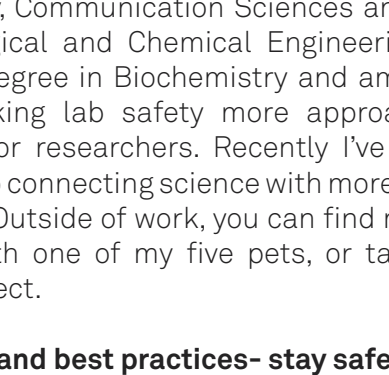 , Communication Sciences an
gical and Chemical Engineeri
egree in Biochemistry and am
king lab safety more approa
or researchers. Recently I've
connecting science with more
Outside of work, you can find
th one of my five pets, or ta
ect.
and best practices- stay safe